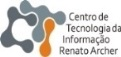 Centro de
Tecnologia da
Informação
Renato Archer